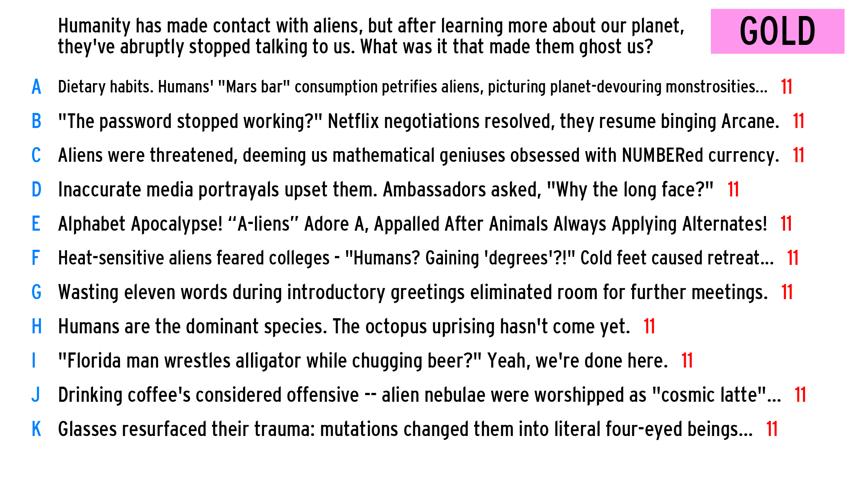 Humanity has made contact with aliens, but after learning more about our planet,
they've abruptly stopped talking to us. What was it that made them ghost us?
GOLD
A Dietary habits. Humans' "Mars bar" consumption petrifies aliens, picturing planet-devouring monstrosities... 11
B "The password stopped working?" Netflix negotiations resolved, they resume binging Arcane. 11
C Aliens were threatened, deeming us mathematical geniuses obsessed with NUMBERed currency. 11
D Inaccurate media portrayals upset them. Ambassadors asked, "Why the long face?" 11
E Alphabet Apocalypse! “A-liens” Adore A, Appalled After Animals Always Applying Alternates! 11
F Heat-sensitive aliens feared colleges - "Humans? Gaining 'degrees'?!" Cold feet caused retreat... 11
G Wasting eleven words during introductory greetings eliminated room for further meetings. 11
H Humans are the dominant species. The octopus uprising hasn't come yet. 11
I "Florida man wrestles alligator while chugging beer?" Yeah, we're done here. 11
J Drinking coffee's considered offensive -- alien nebulae were worshipped as "cosmic latte"... 11
K Glasses resurfaced their trauma: mutations changed them into literal four-eyed beings... 11